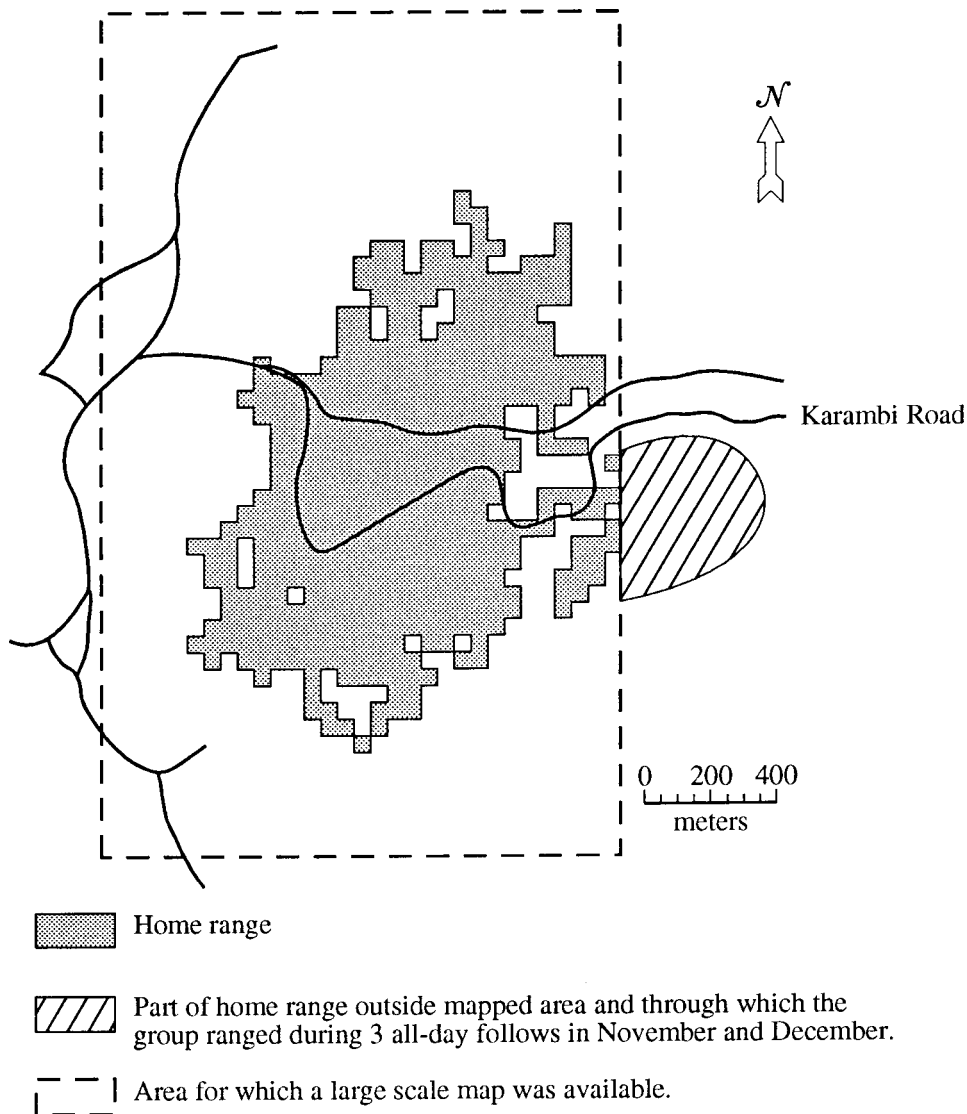 N
Karambi Road
0 200 400
meters
Home range
Part of home range outside mapped area and through which the
group ranged during 3 all-day follows in November and December.
Area for which a large scale map was available.